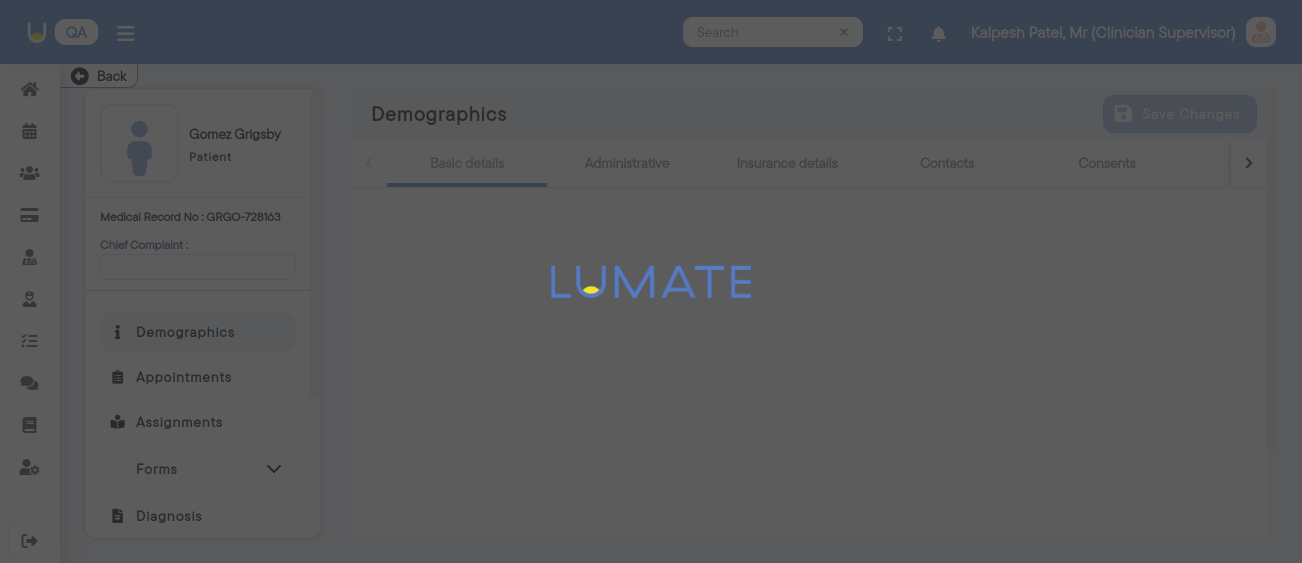 QA
Search
Kalpesh Patel, Mr (Clinician Supervisor)
Back
Gomez Grigsby
Patient
Medical Record No : GRGO-728163
Chief Complaint :
Demographics
Appointments
Assignments
Forms
Diagnosis
Demographics
Save Changes
Basic details
Administrative
Insurance details
Contacts
Consents
LUMATE